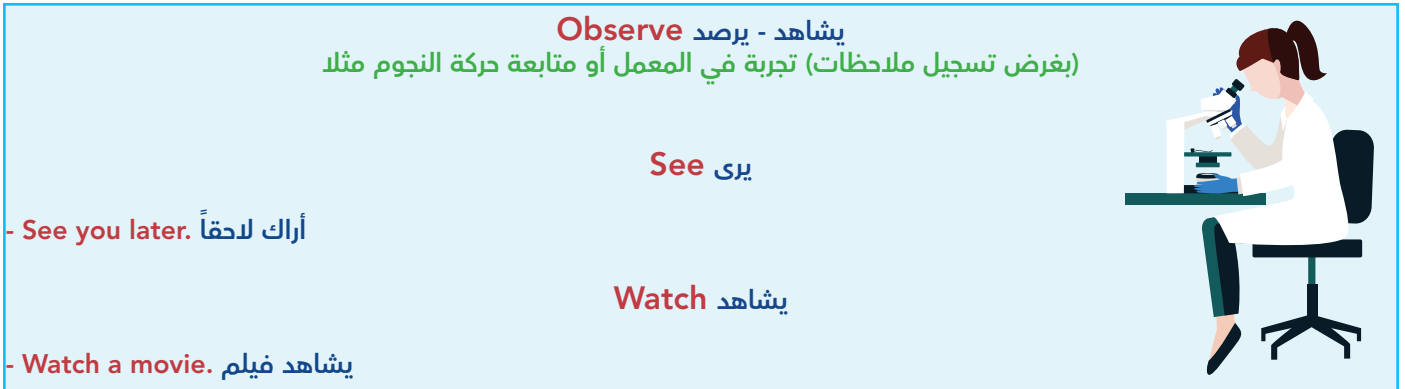 Observe يشاهد - يرصد
(بغرض تسجيل ملاحظات) تجربة في المعمل أو متابعة حركة النجوم مثلا
See يرى
- See you later. أراك لاحقاً
Watch يشاهد
- Watch a movie. يشاهد فيلم